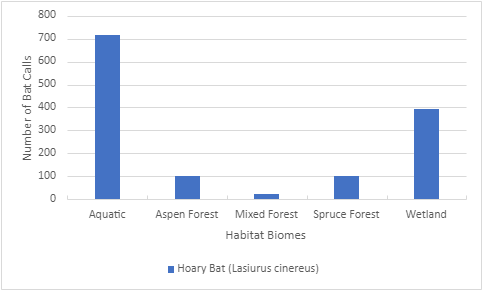 800
700
600
500
400
300
200
100
0
Number of Bat Calls
Aquatic Aspen Forest Mixed Forest Spruce Forest Wetland
Habitat Biomes
Hoary Bat (Lasiurus cinereus)